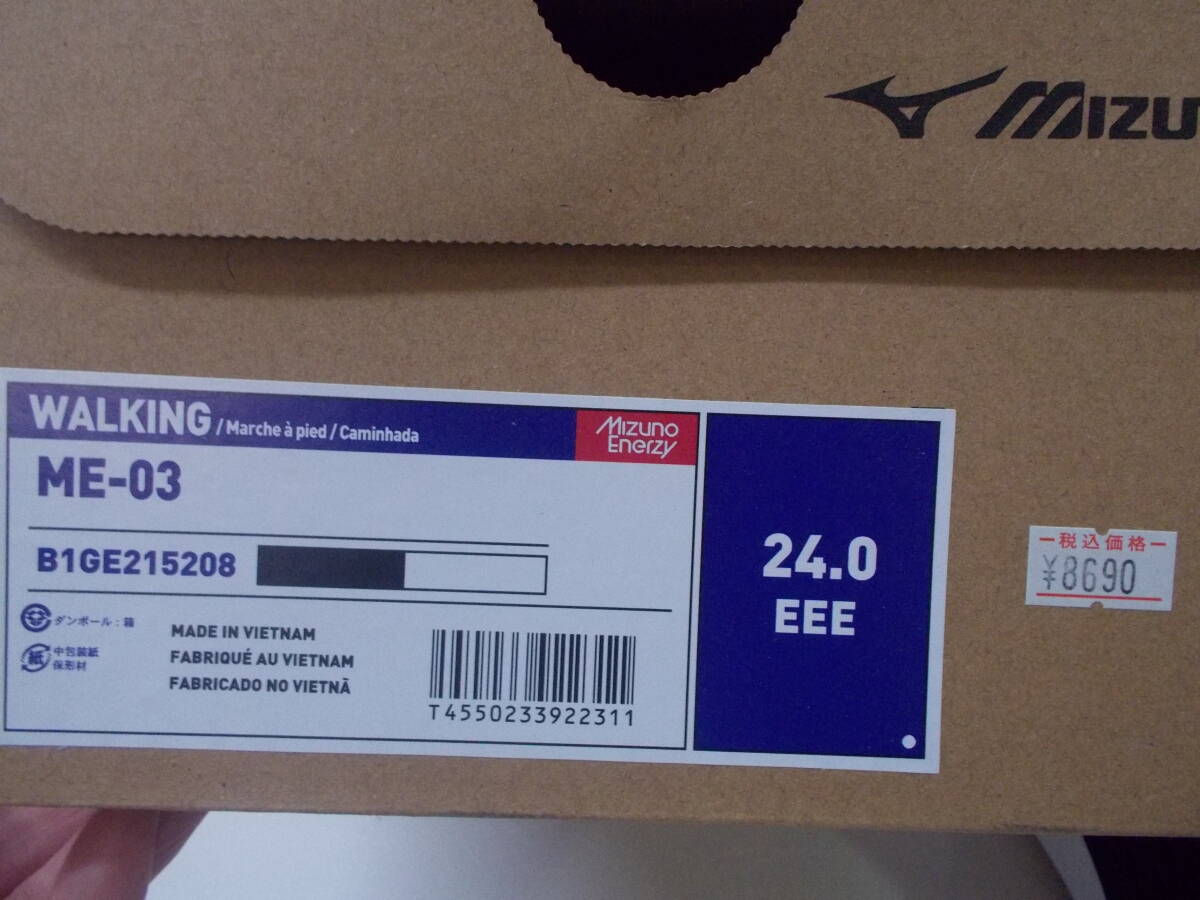 MIZU
WALKING / Marche à pied / Caminhada
Mizuno
Enerzy
ME-03
B1GE215208
ダンボール：箱
中包装紙
紙
保形材
MADE IN VIETNAM
FABRIQUÉ AU VIETNAM
FABRICADO NO VIETNÃ
T4550233922311
24.0
EEE
税込価格
¥8690